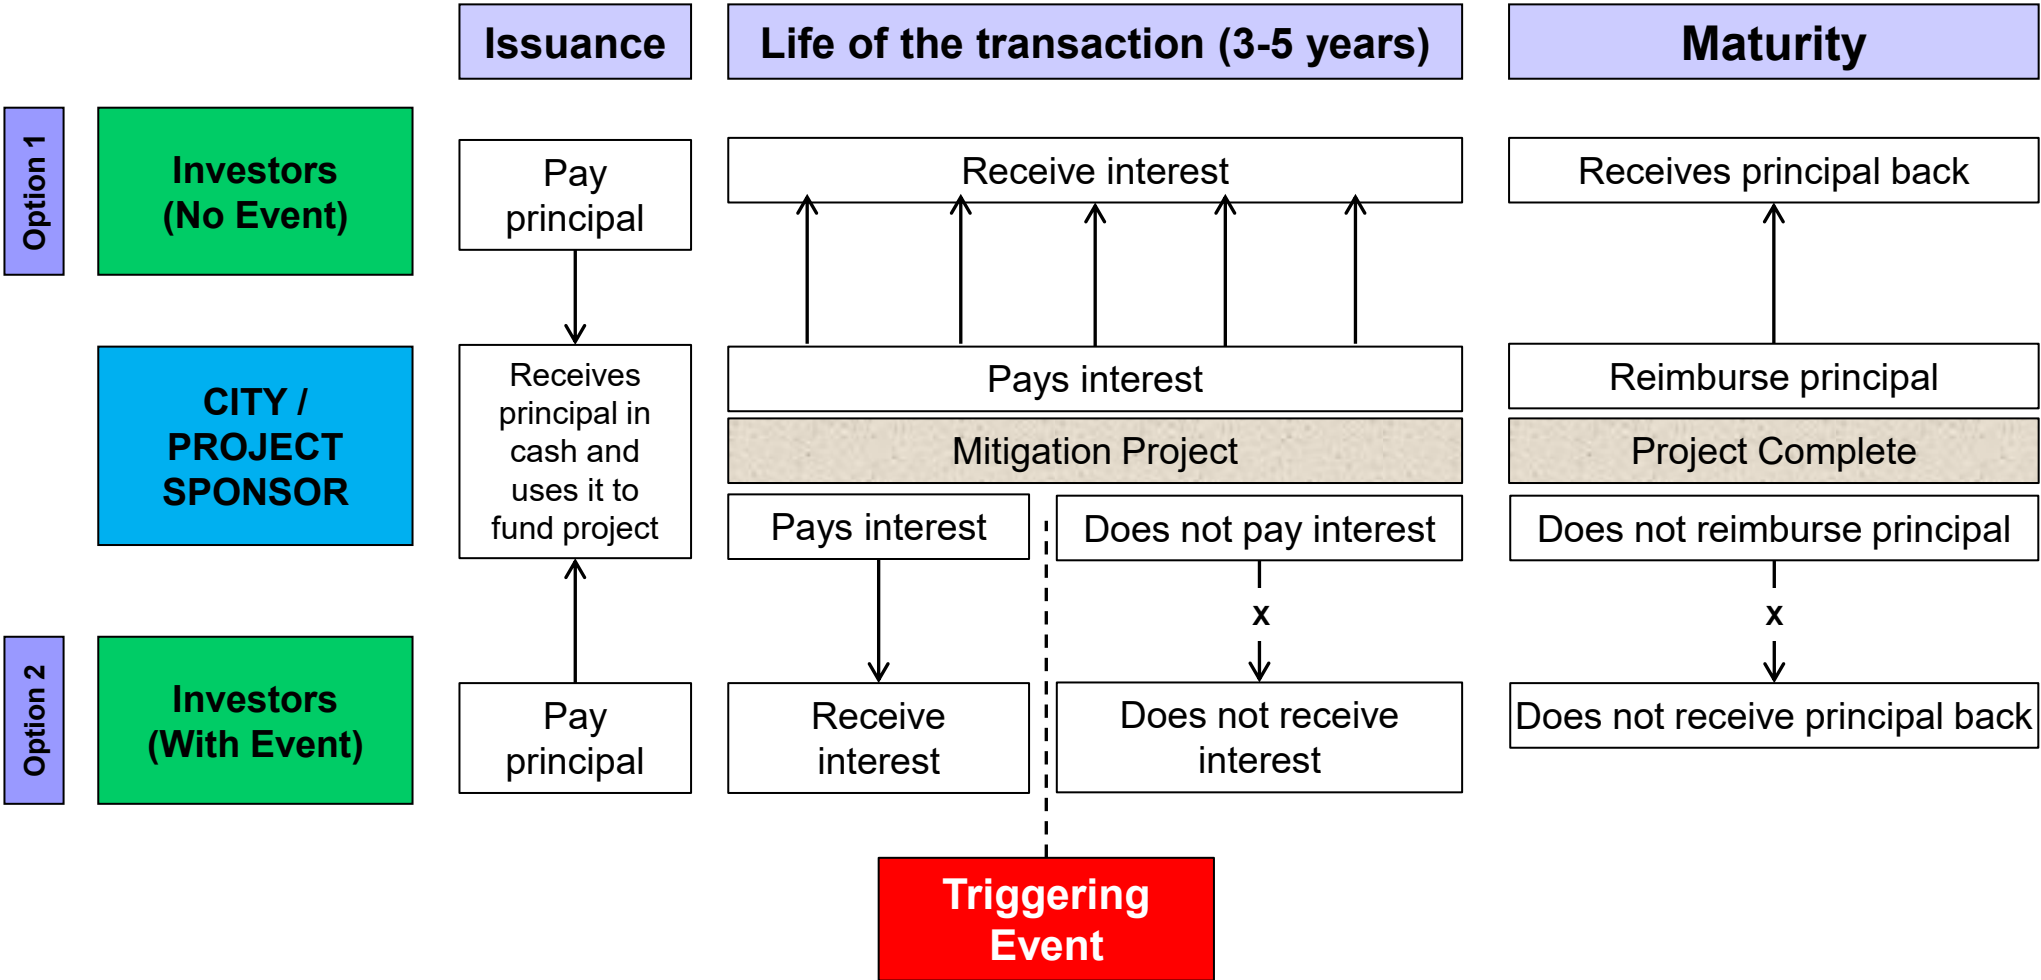 Issuance
Life of the transaction (3-5 years)
Maturity
Option 1
Investors
(No Event)
Pay
principal
Receive interest
Receives principal back
CITY /
PROJECT
SPONSOR
Receives
principal in
cash and
uses it to
fund project
Pays interest
Reimburse principal
Mitigation Project
Project Complete
Pays interest
Does not pay interest
Does not reimburse principal
x
x
Option 2
Investors
(With Event)
Pay
principal
Receive
interest
Does not receive
interest
Does not receive principal back
Triggering
Event